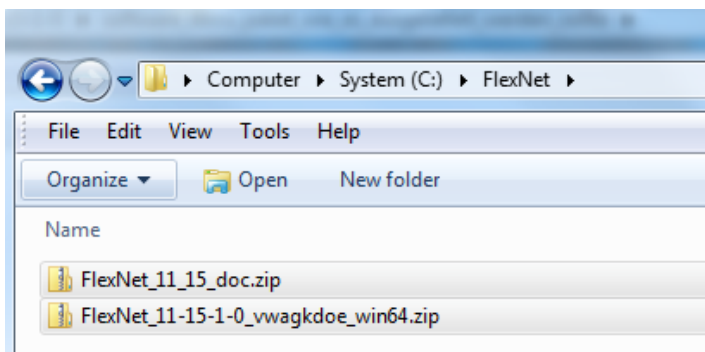 Computer System (C:) FlexNet
File Edit View Tools Help
Organize Open New folder
Name
FlexNet_11_15_doc.zip
FlexNet_11-15-1-0_vwagkdoe_win64.zip